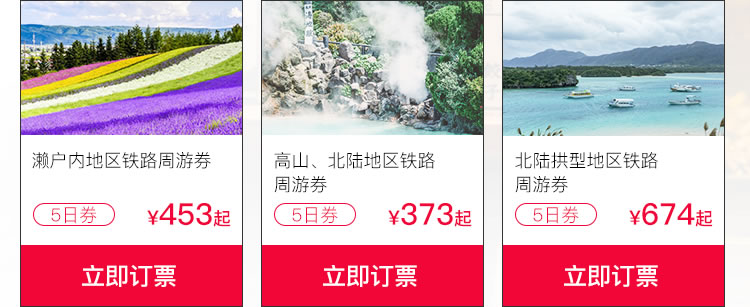 濑户内地区铁路周游券
5日券
¥453起
立即订票
高山、北陆地区铁路
周游券
5日券
¥373起
立即订票
北陆拱型地区铁路
周游券
5日券
¥674起
立即订票